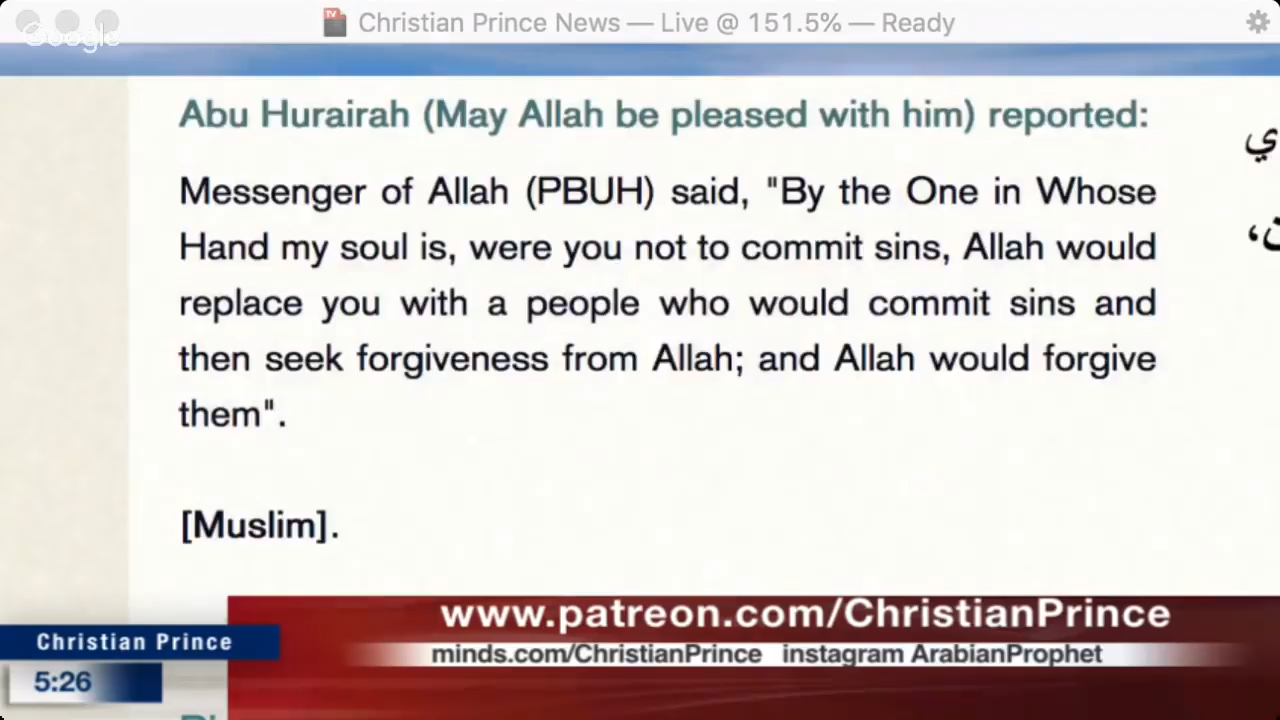 Christian Prince News — Live @ 151.5% — Ready
Google
TV
Abu Hurairah (May Allah be pleased with him) reported:
Messenger of Allah (PBUH) said, "By the One in Whose
Hand my soul is, were you not to commit sins, Allah would
replace you with a people who would commit sins and
then seek forgiveness from Allah; and Allah would forgive
them".
[Muslim].
www.patreon.com/ChristianPrince
Christian Prince
minds.com/ChristianPrince instagram ArabianProphet
5:26